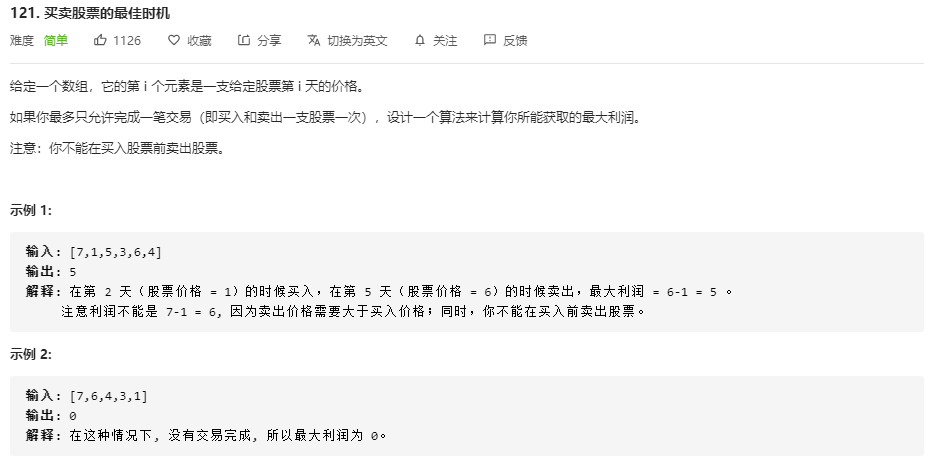 121. 买卖股票的最佳时机
难度 简单 1126 收藏 分享 切换为英文 关注 反馈
给定一个数组，它的第 i 个元素是一支给定股票第 i 天的价格。
如果你最多只允许完成一笔交易（即买入和卖出一支股票一次），设计一个算法来计算你所能获取的最大利润。
注意：你不能在买入股票前卖出股票。
示例 1:
输入: [7,1,5,3,6,4]
输出: 5
解释: 在第 2 天（股票价格 = 1）的时候买入，在第 5 天（股票价格 = 6）的时候卖出，最大利润 = 6-1 = 5 。
注意利润不能是 7-1 = 6, 因为卖出价格需要大于买入价格；同时，你不能在买入前卖出股票。
示例 2:
输入: [7,6,4,3,1]
输出: 0
解释: 在这种情况下, 没有交易完成, 所以最大利润为 0。